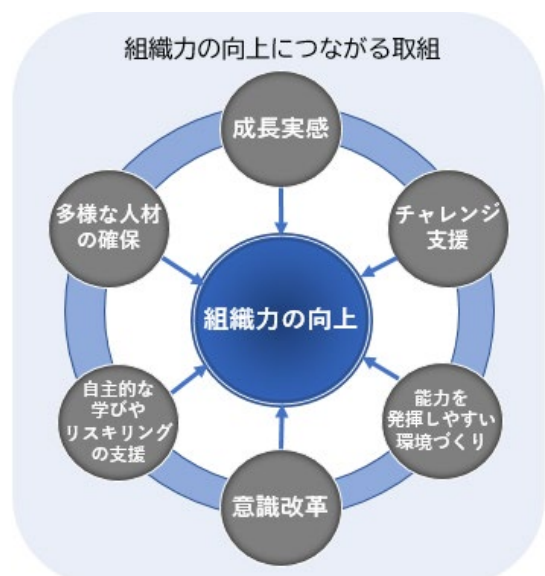 組織力の向上につながる取組
成長実感
チャレンジ
支援
能力を
発揮しやすい
環境づくり
意識改革
自主的な
学びや
リスキリング
の支援
多様な人材
の確保
組織力の向上